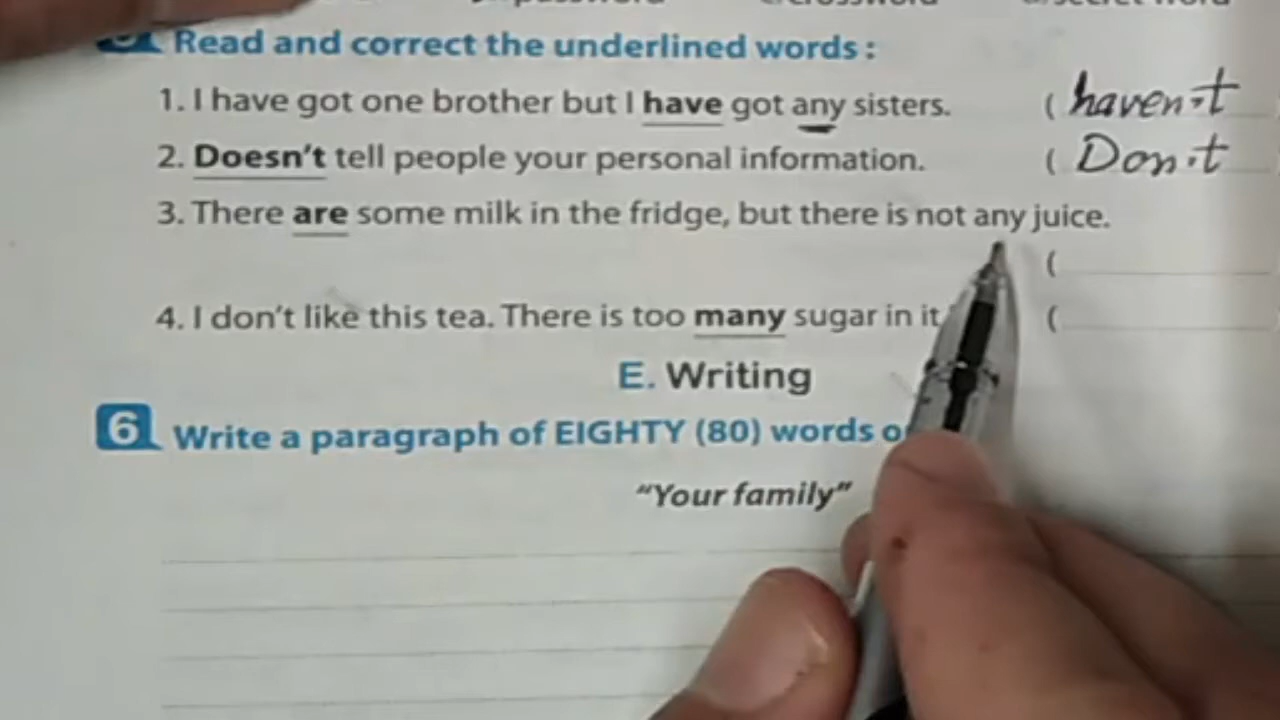 5 Read and correct the underlined words :
1. I have got one brother but I have got any sisters. ( haven't
2. Doesn't tell people your personal information. ( Don't
3. There are some milk in the fridge, but there is not any juice.
(
4. I don't like this tea. There is too many sugar in it (
E. Writing
6 Write a paragraph of EIGHTY (80) words
"Your family"